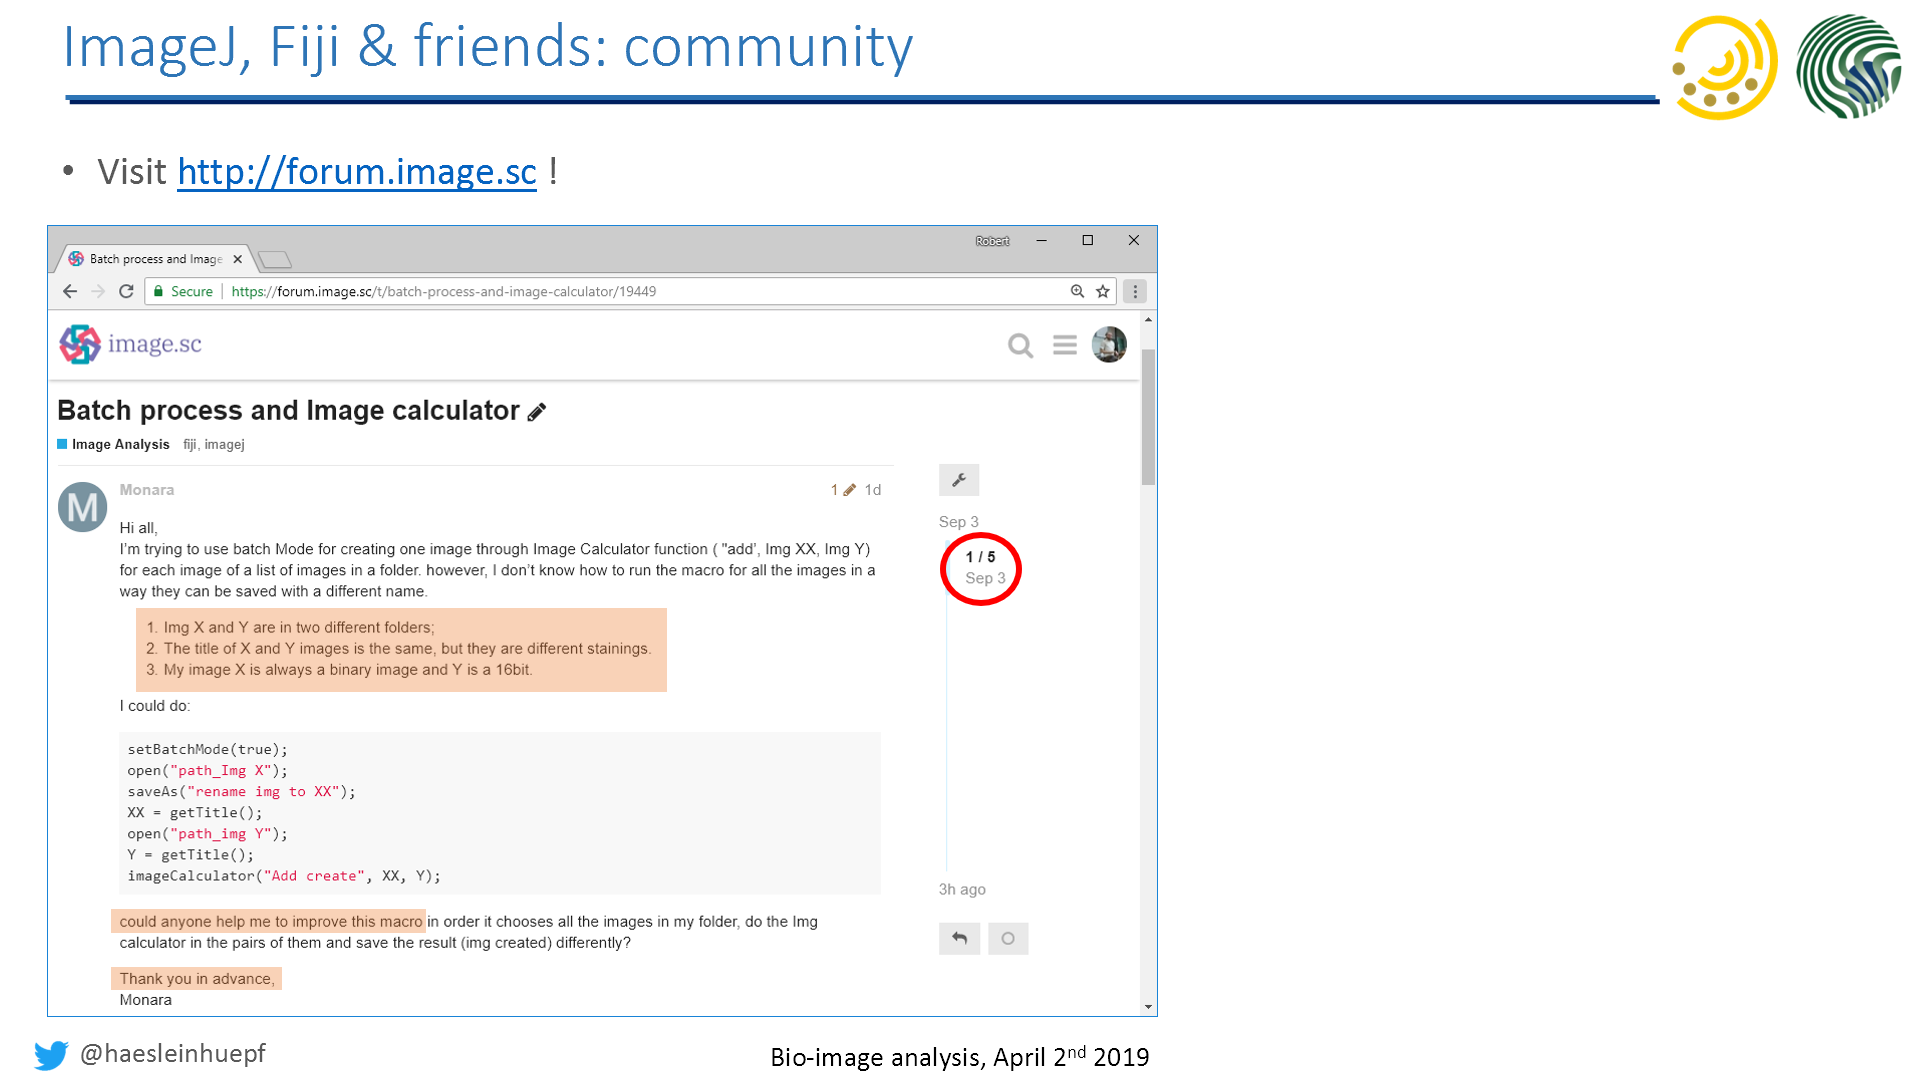 ImageJ, Fiji & friends: community
• Visit http://forum.image.sc !
Robert
Batch process and Image
Secure | https://forum.image.sc/t/batch-process-and-image-calculator/19449
image.sc
Batch process and Image calculator
Image Analysis fiji, imagej
M
Monara
1 1d
Hi all,
I'm trying to use batch Mode for creating one image through Image Calculator function ( "add', Img XX, Img Y)
for each image of a list of images in a folder. however, I don't know how to run the macro for all the images in a
way they can be saved with a different name.
1. Img X and Y are in two different folders;
2. The title of X and Y images is the same, but they are different stainings.
3. My image X is always a binary image and Y is a 16bit.
I could do:
setBatchMode(true);
open("path_Img X");
saveAs("rename img to XX");
XX = getTitle();
open("path_img Y");
Y = getTitle();
imageCalculator("Add create", XX, Y);
could anyone help me to improve this macro in order it chooses all the images in my folder, do the Img
calculator in the pairs of them and save the result (img created) differently?
Thank you in advance,
Monara
Sep 3
1 / 5
Sep 3
3h ago
@haesleinhuepf
Bio-image analysis, April 2nd 2019